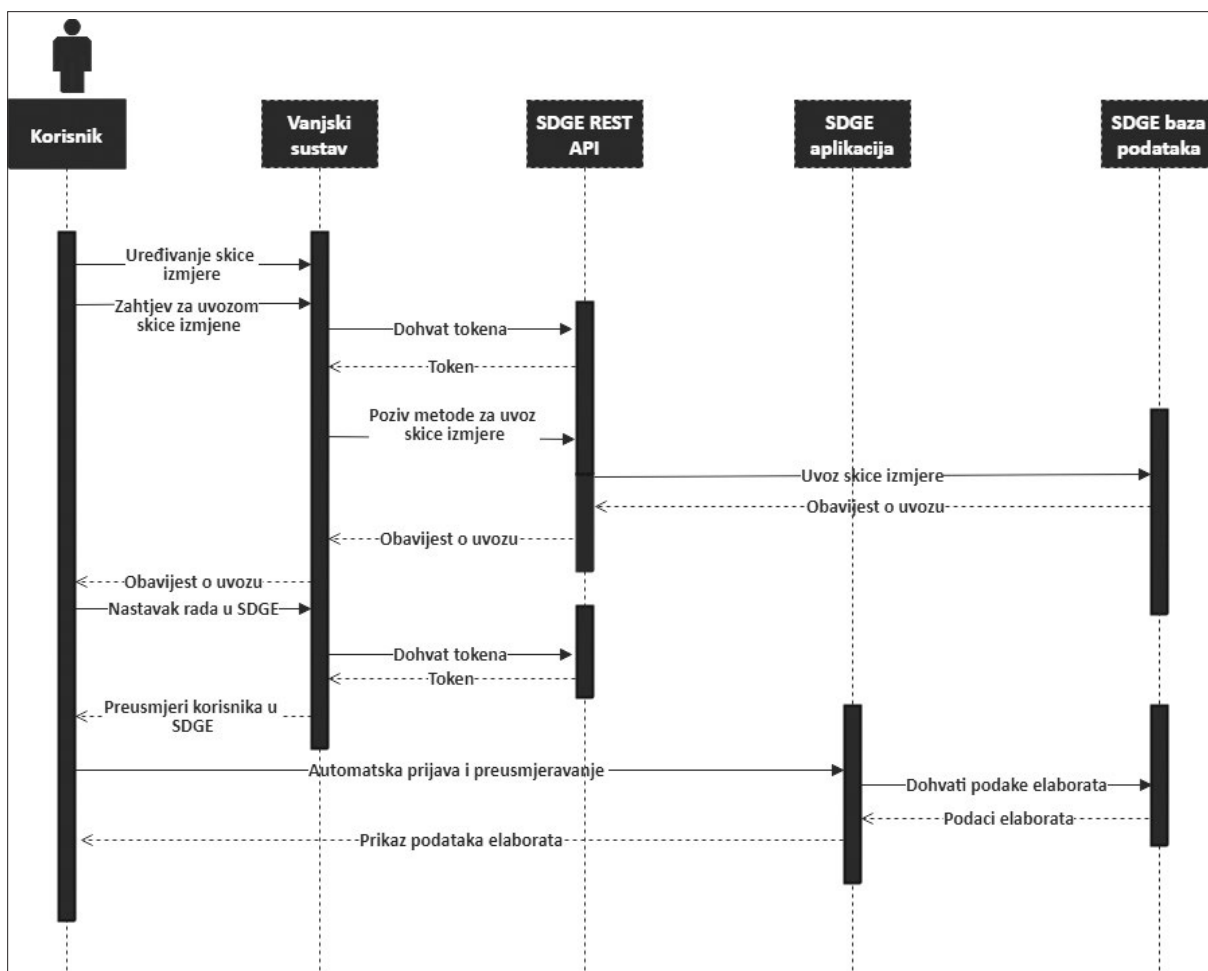 Korisnik
Vanjski
sustav
SDGE REST
API
SDGE
aplikacija
SDGE baza
podataka
Uređivanje skice
izmjere
Zahtjev za uvozom
skice izmjene
Dohvat tokena
Token
Poziv metode za uvoz
skice izmjere
Uvoz skice izmjere
Obavijest o uvozu
Obavijest o uvozu
Obavijest o uvozu
Nastavak rada u SDGE
Dohvat tokena
Token
Preusmjeri korisnika u
SDGE
Automatska prijava i preusmjeravanje
Dohvati podake elaborata
Podaci elaborata
Prikaz podataka elaborata